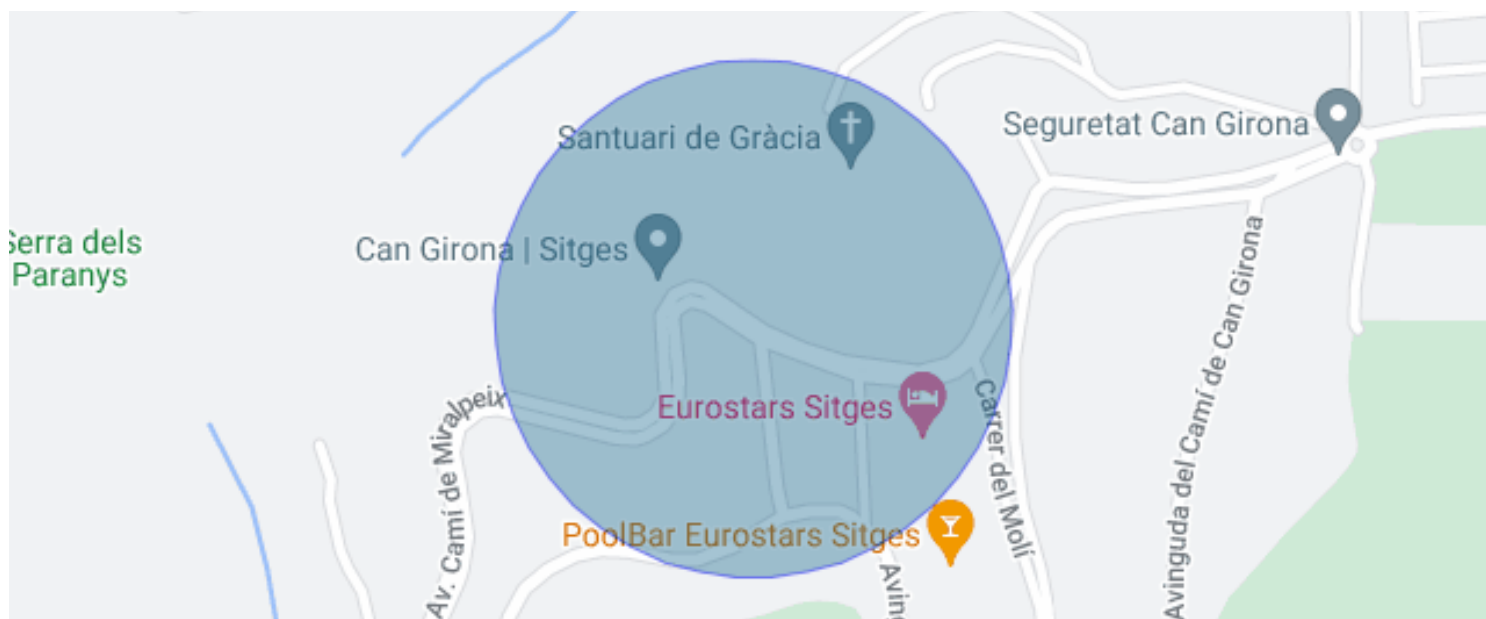 Santuari de Gràcia
Seguretat Can Girona
Serra dels
Paranys
Can Girona | Sitges
Eurostars Sitges
PoolBar Eurostars Sitges
Av. Camí de Miralpeix
Carrer del Molí
Avinguda del Camí de Can Girona